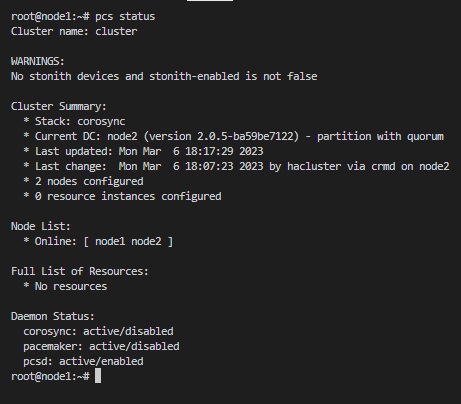 root@node1:~# pcs status
Cluster name: cluster

WARNINGS:
No stonith devices and stonith-enabled is not false

Cluster Summary:
  * Stack: corosync
  * Current DC: node2 (version 2.0.5-ba59be7122) - partition with quorum
  * Last updated: Mon Mar  6 18:17:29 2023
  * Last change:  Mon Mar  6 18:07:23 2023 by hacluster via crmd on node2
  * 2 nodes configured
  * 0 resource instances configured

Node List:
  * Online: [ node1 node2 ]

Full List of Resources:
  * No resources

Daemon Status:
  corosync: active/disabled
  pacemaker: active/disabled
  pcsd: active/enabled
root@node1:~#